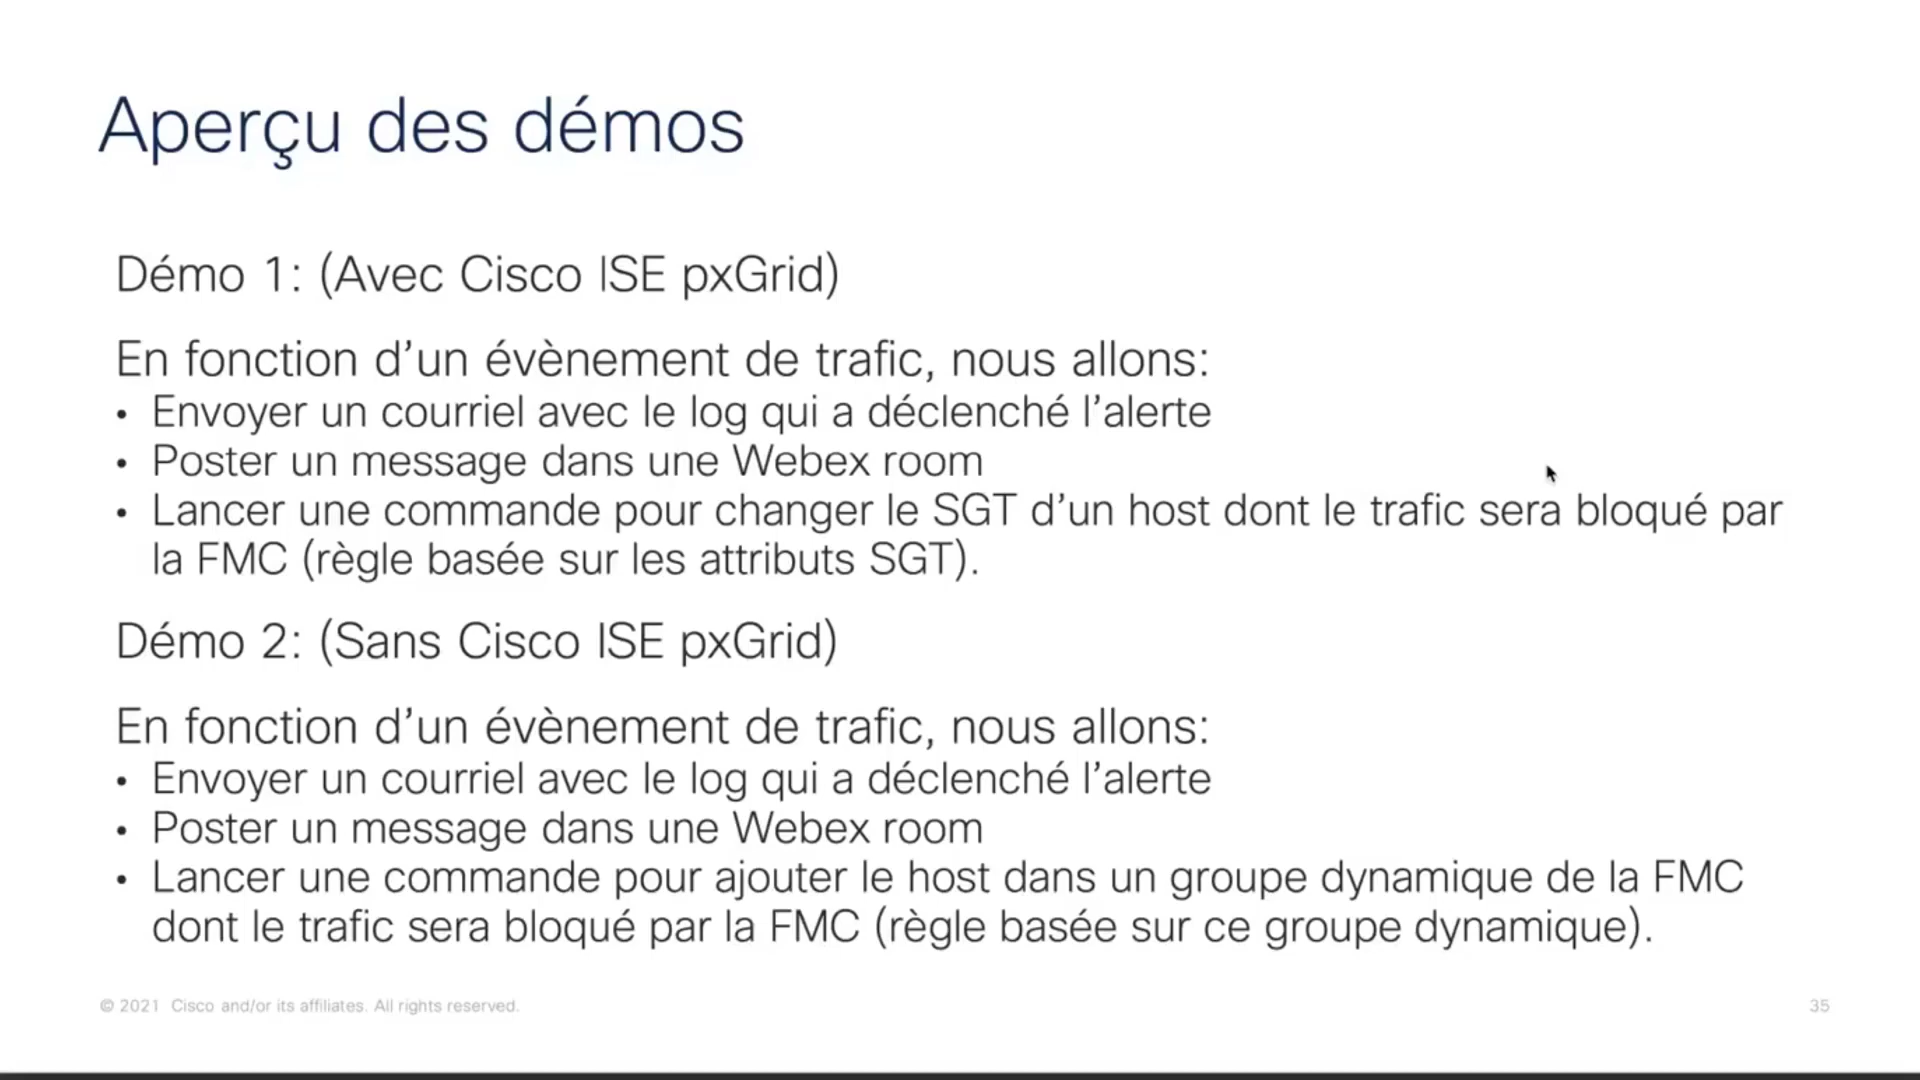 Aperçu des démos
Démo 1: (Avec Cisco ISE pxGrid)
En fonction d’un évènement de trafic, nous allons:
• Envoyer un courriel avec le log qui a déclenché l’alerte
• Poster un message dans une Webex room
• Lancer une commande pour changer le SGT d’un host dont le trafic sera bloqué par
la FMC (règle basée sur les attributs SGT).
Démo 2: (Sans Cisco ISE pxGrid)
En fonction d’un évènement de trafic, nous allons:
• Envoyer un courriel avec le log qui a déclenché l’alerte
• Poster un message dans une Webex room
• Lancer une commande pour ajouter le host dans un groupe dynamique de la FMC
dont le trafic sera bloqué par la FMC (règle basée sur ce groupe dynamique).
© 2021 Cisco and/or its affiliates. All rights reserved.
35